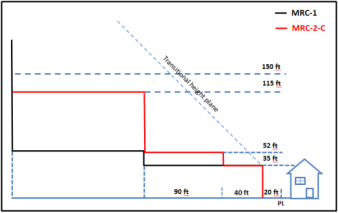 MRC-1
MRC-2-C
Transitional height plane
150 ft
115 ft
52 ft
35 ft
90 ft
40 ft
20 ft
PL